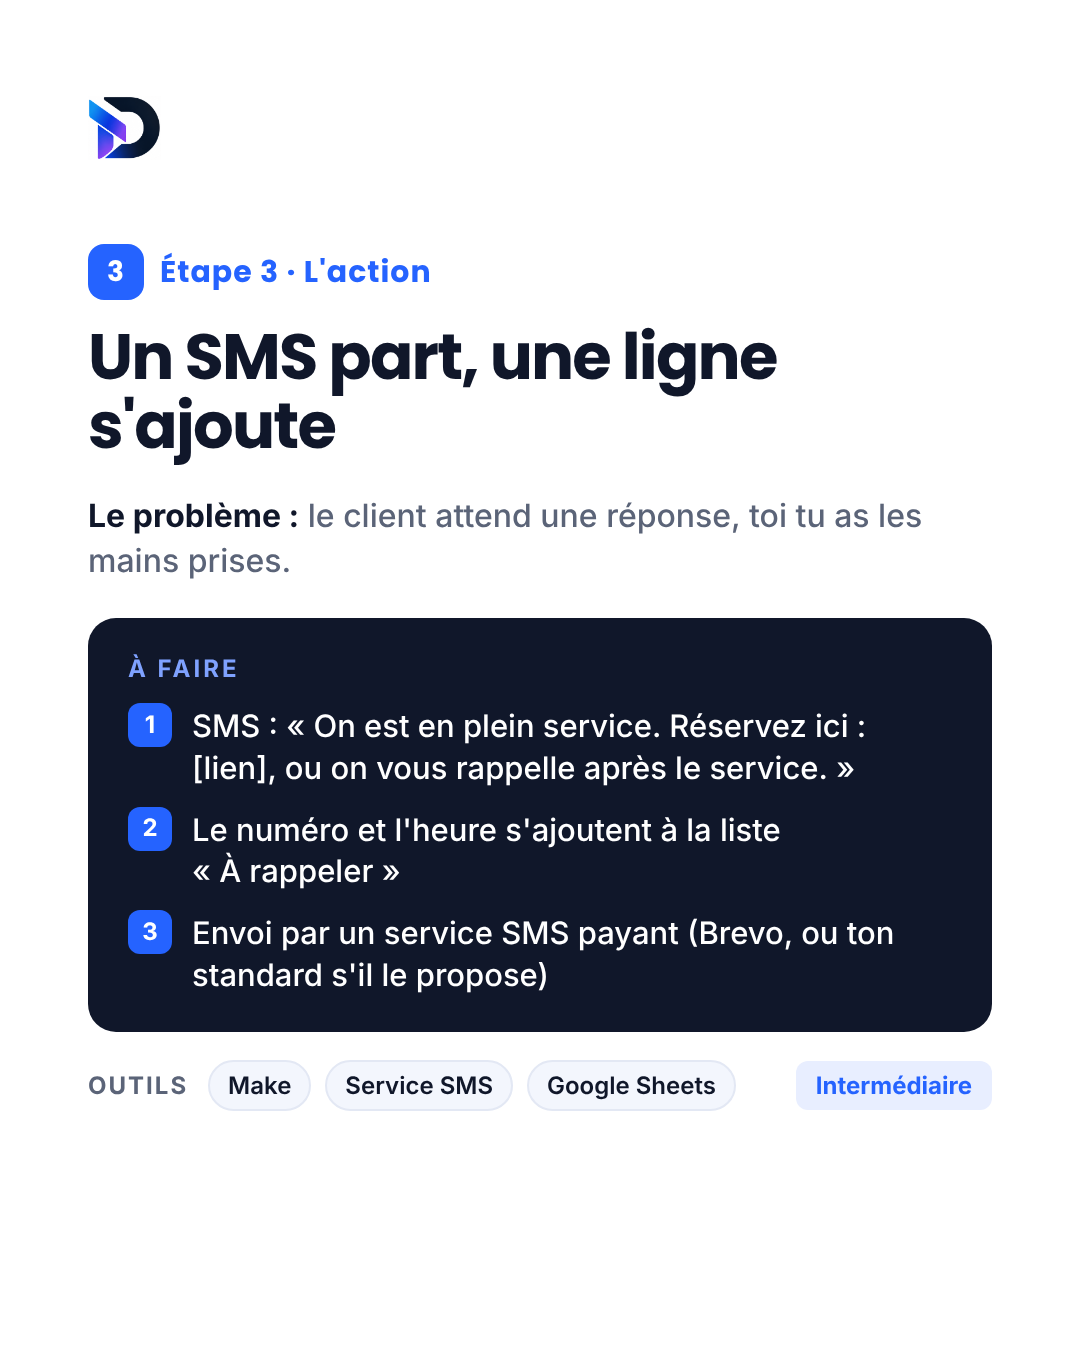 3 Étape 3 · L'action
Un SMS part, une ligne
s'ajoute
Le problème : le client attend une réponse, toi tu as les
mains prises.
À FAIRE
1 SMS : « On est en plein service. Réservez ici :
[lien], ou on vous rappelle après le service. »
2 Le numéro et l'heure s'ajoutent à la liste
« À rappeler »
3 Envoi par un service SMS payant (Brevo, ou ton
standard s'il le propose)
OUTILS Make Service SMS Google Sheets Intermédiaire